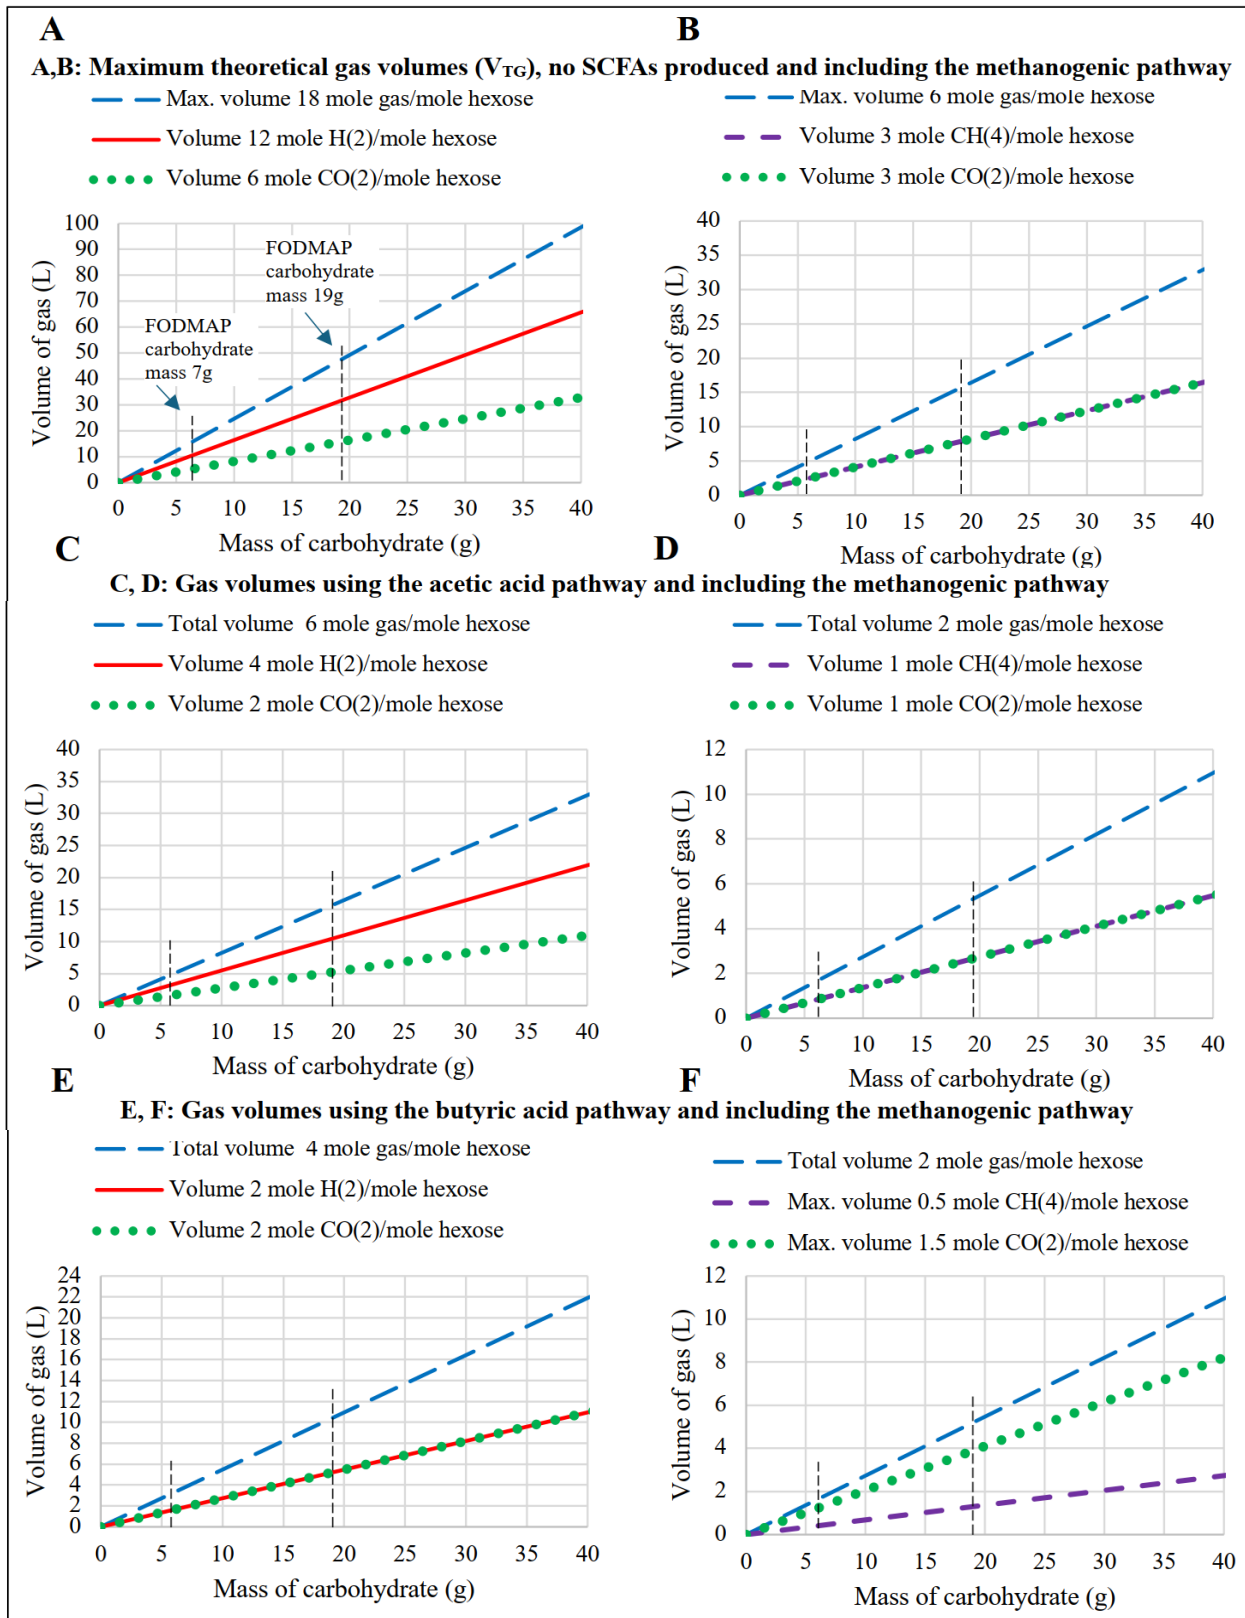 A
B
A,B: Maximum theoretical gas volumes (VTG), no SCFAs produced and including the methanogenic pathway
Max. volume 18 mole gas/mole hexose
Volume 12 mole H(2)/mole hexose
Volume 6 mole CO(2)/mole hexose
Max. volume 6 mole gas/mole hexose
Volume 3 mole CH(4)/mole hexose
Volume 3 mole CO(2)/mole hexose
Volume of gas (L)
100
90
80
70
60
50
40
30
20
10
0
FODMAP
carbohydrate
mass 7g
FODMAP
carbohydrate
mass 19g
0 5 10 15 20 25 30 35 40
Mass of carbohydrate (g)
Volume of gas (L)
40
35
30
25
20
15
10
5
0
0 5 10 15 20 25 30 35 40
Mass of carbohydrate (g)
C
D
C, D: Gas volumes using the acetic acid pathway and including the methanogenic pathway
Total volume 6 mole gas/mole hexose
Volume 4 mole H(2)/mole hexose
Volume 2 mole CO(2)/mole hexose
Total volume 2 mole gas/mole hexose
Volume 1 mole CH(4)/mole hexose
Volume 1 mole CO(2)/mole hexose
Volume of gas (L)
40
35
30
25
20
15
10
5
0
0 5 10 15 20 25 30 35 40
Mass of carbohydrate (g)
Volume of gas (L)
12
10
8
6
4
2
0
0 5 10 15 20 25 30 35 40
Mass of carbohydrate (g)
E
F
E, F: Gas volumes using the butyric acid pathway and including the methanogenic pathway
Total volume 4 mole gas/mole hexose
Volume 2 mole H(2)/mole hexose
Volume 2 mole CO(2)/mole hexose
Total volume 2 mole gas/mole hexose
Max. volume 0.5 mole CH(4)/mole hexose
Max. volume 1.5 mole CO(2)/mole hexose
Volume of gas (L)
24
22
20
18
16
14
12
10
8
6
4
2
0
0 5 10 15 20 25 30 35 40
Mass of carbohydrate (g)
Volume of gas (L)
12
10
8
6
4
2
0
0 5 10 15 20 25 30 35 40
Mass of carbohydrate (g)